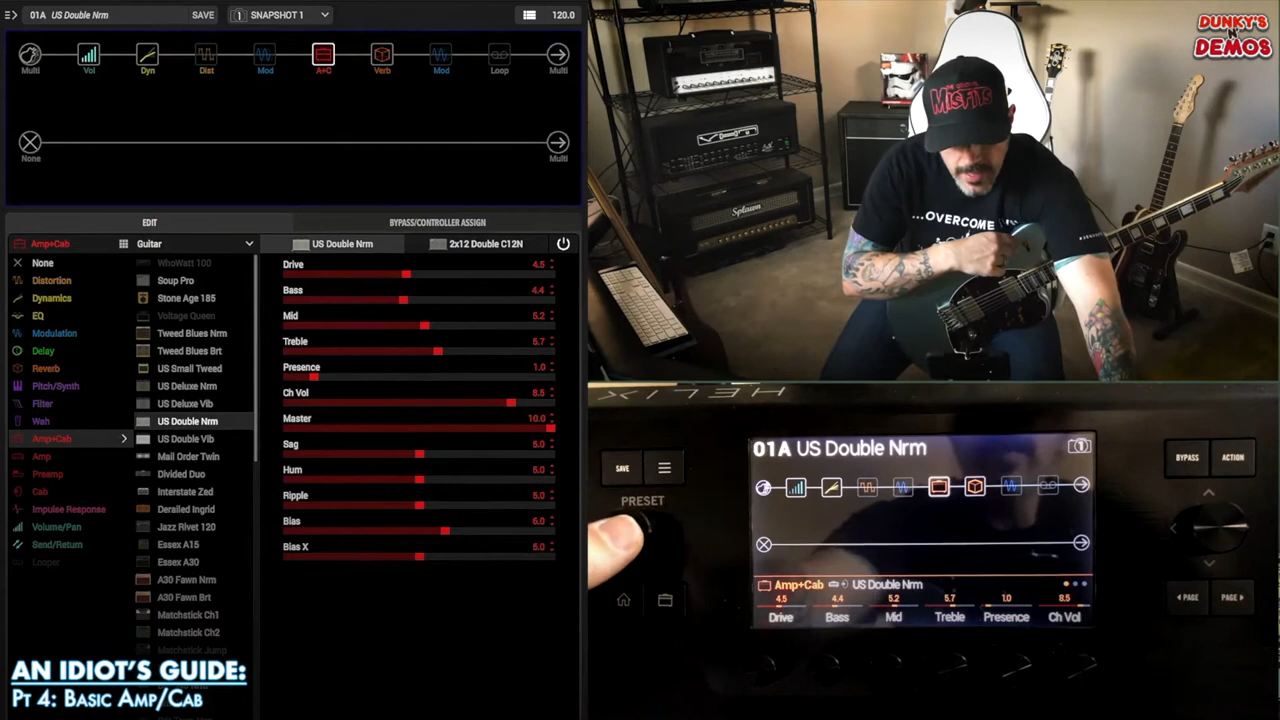 01A US Double Nrm SAVE 1 SNAPSHOT 1 120.0
Multi Vol Dyn Dist Mod A+C Verb Mod Loop Multi
None Multi
EDIT BYPASS/CONTROLLER ASSIGN
Amp+Cab Guitar US Double Nrm 2x12 Double C12N
None
Distortion
Dynamics
EQ
Modulation
Delay
Reverb
Pitch/Synth
Filter
Wah
Amp+Cab
Amp
Preamp
Cab
Impulse Response
Volume/Pan
Send/Return
Looper
WhoWatt 100
Soup Pro
Stone Age 185
Voltage Queen
Tweed Blues Nrm
Tweed Blues Brt
US Small Tweed
US Deluxe Nrm
US Deluxe Vib
US Double Nrm
US Double Vib
Mail Order Twin
Divided Duo
Interstate Zed
Derailed Ingrid
Jazz Rivet 120
Essex A15
Essex A30
A30 Fawn Nrm
A30 Fawn Brt
Matchstick Ch1
Matchstick Ch2
Matchstick Jump
Drive 4.5
Bass 4.4
Mid 5.2
Treble 5.7
Presence 1.0
Ch Vol 8.5
Master 10.0
Sag 5.0
Hum 5.0
Ripple 5.0
Bias 6.0
Bias X 5.0
AN IDIOT'S GUIDE:
PT 4: BASIC AMP/CAB
DUNKY'S
N
DEMOS
MISFITS
...OVERCOME
Splawn
HELIX
SAVE
PRESET
01A US Double Nrm 1
Amp+Cab US Double Nrm
4.5 4.4 5.2 5.7 1.0 8.5
Drive Bass Mid Treble Presence Ch Vol
BYPASS ACTION
◄ PAGE PAGE ►